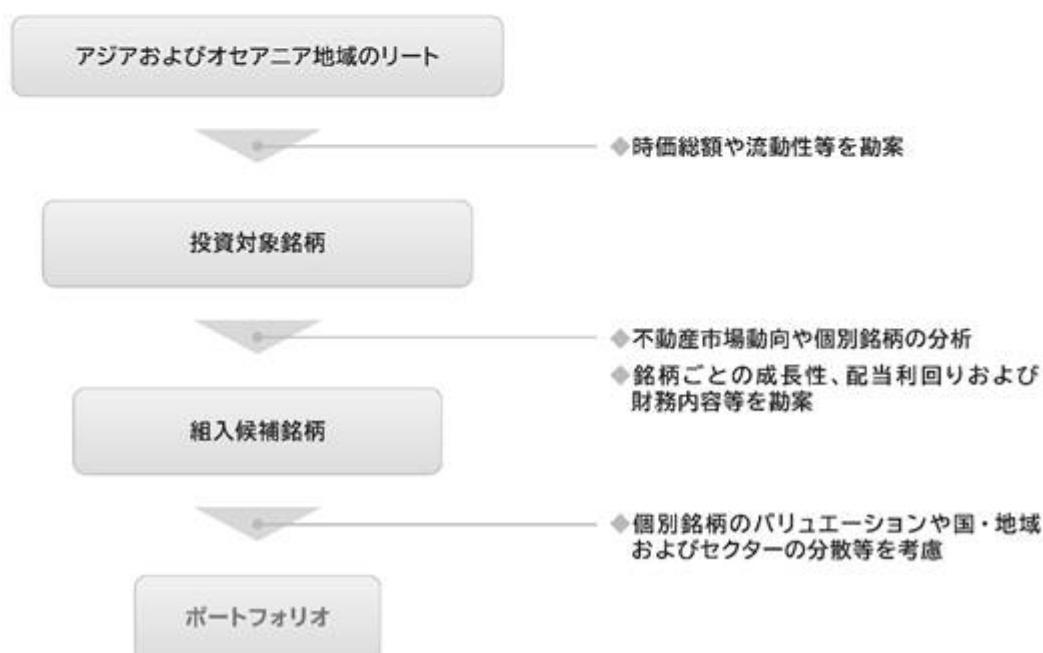 アジアおよびオセアニア地域のリート
◆時価総額や流動性等を勘案
投資対象銘柄
◆不動産市場動向や個別銘柄の分析
◆銘柄ごとの成長性、配当利回りおよび
財務内容等を勘案
組入候補銘柄
◆個別銘柄のバリュエーションや国・地域
およびセクターの分散等を考慮
ポートフォリオ